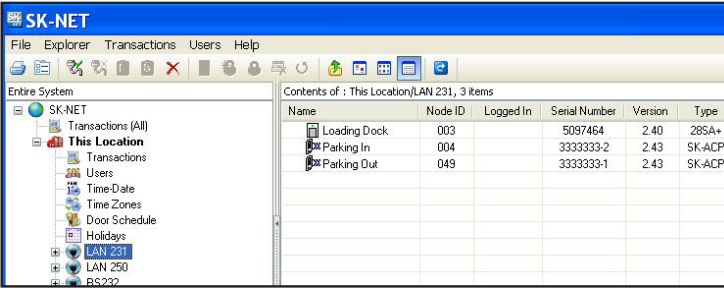 SK-NET
File Explorer Transactions Users Help
Entire System
Contents of : This Location/LAN 231, 3 items
SK-NET
Transactions (All)
This Location
Transactions
Users
Time-Date
Time Zones
Door Schedule
Holidays
LAN 231
LAN 250
RS232
Name Node ID Logged In Serial Number Version Type
Loading Dock 003 5097464 2.40 28SA+
Parking In 004 3333333-2 2.43 SK-ACP
Parking Out 049 3333333-1 2.43 SK-ACP